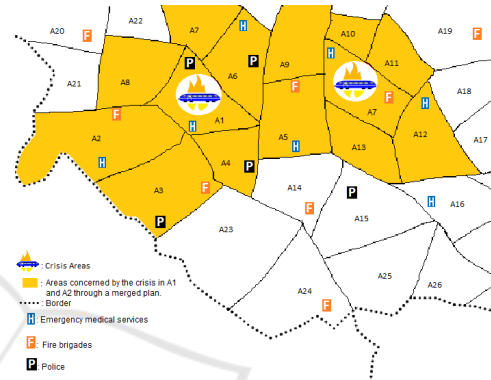 A20
F
A22
A7
H
A10
A19
F
A21
A8
P
A6
P
A9
H
A11
A18
F
F
F
H
A2
H
A1
A5
H
A7
A12
A17
H
A3
A4
P
A13
F
P
A14
F
P
A15
H
A16
A23
A24
A25
A26
F
: Crisis Areas
: Areas concerned by the crisis in A1
and A2 through a merged plan.
: Border
H : Emergency medical services
F : Fire brigades
P : Police